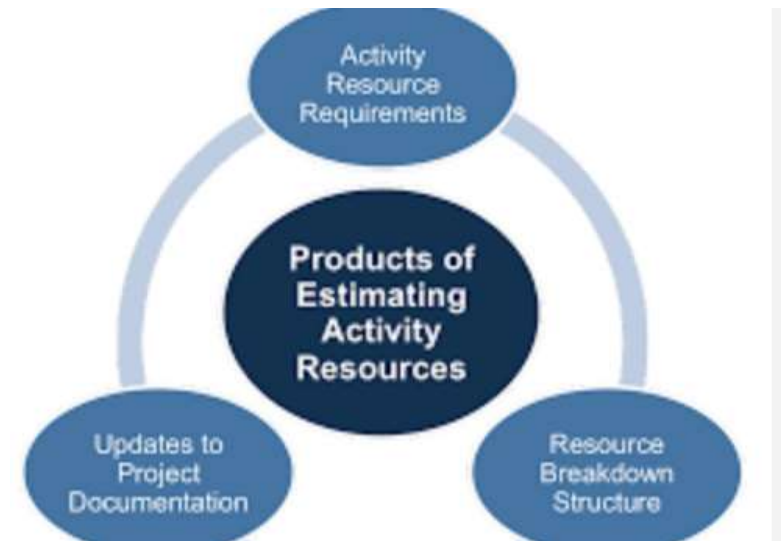 Activity
Resource
Requirements
Products of
Estimating
Activity
Resources
Updates to
Project
Documentation
Resource
Breakdown
Structure